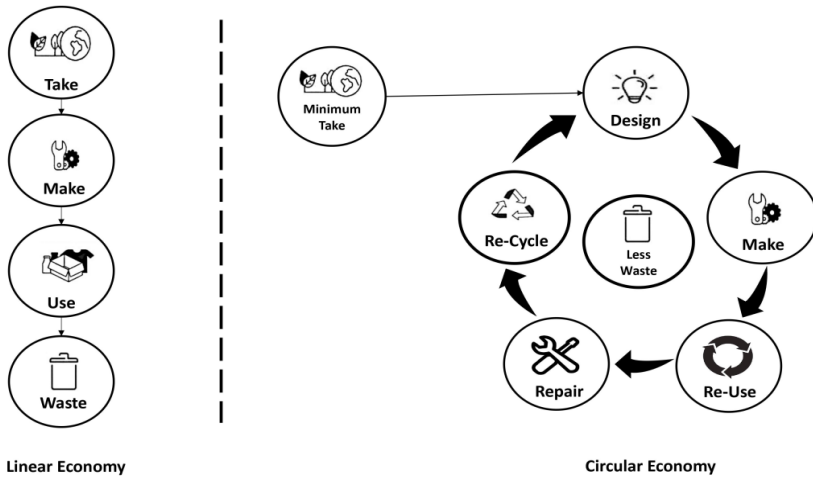 Take
Make
Use
Waste
Linear Economy
Minimum
Take
Design
Make
Re-Use
Repair
Re-Cycle
Less
Waste
Circular Economy